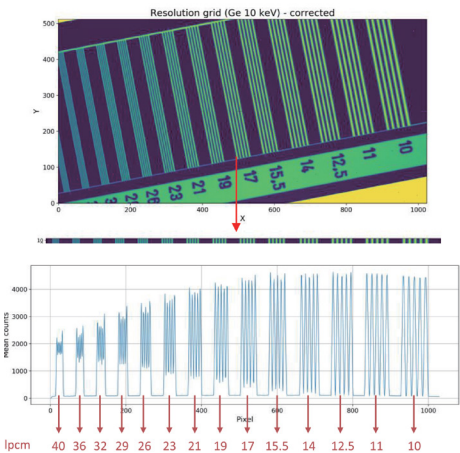 Resolution grid (Ge 10 keV) - corrected
500
400
300
200
100
0
Y
28 26 23 21 19 17 15,5 14 12,5 11 10
0 200 400 600 800 1000
X
4000
3000
2000
1000
0
Mean counts
0 200 400 600 800 1000
Pixel
lpcm 40 36 32 29 26 23 21 19 17 15.5 14 12.5 11 10